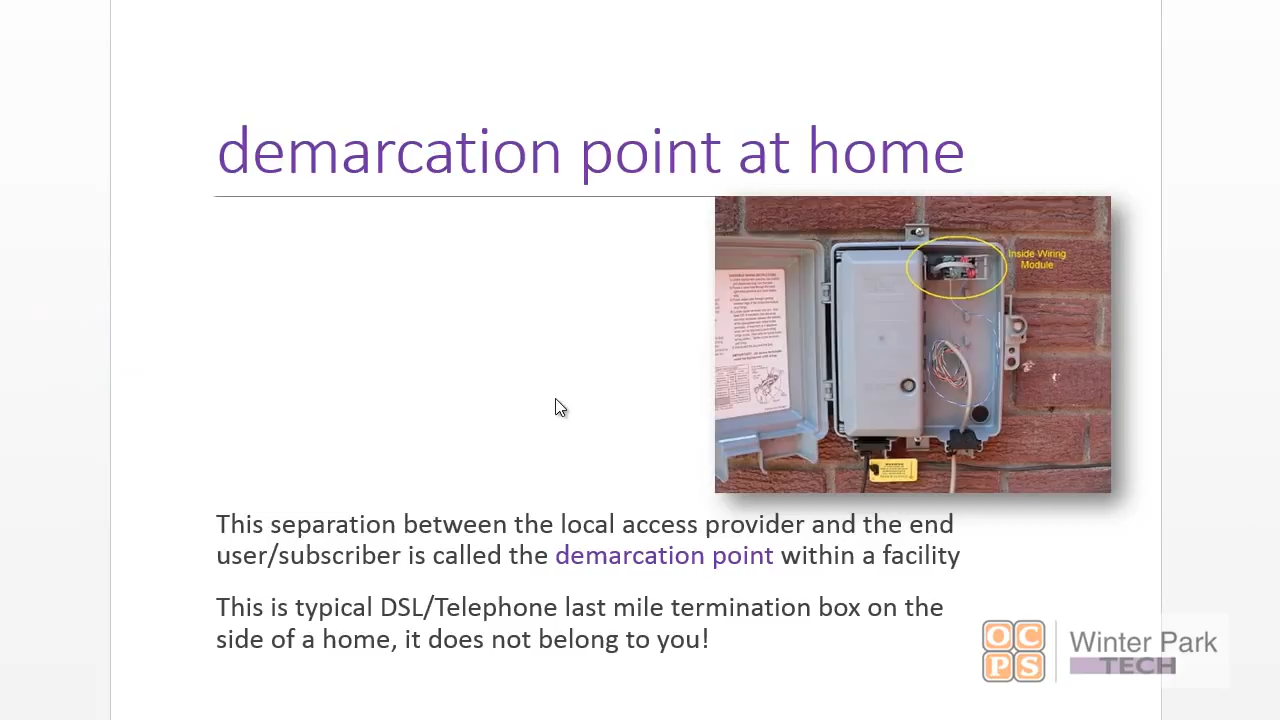 demarcation point at home
Inside Wiring
Module
This separation between the local access provider and the end
user/subscriber is called the demarcation point within a facility
This is typical DSL/Telephone last mile termination box on the
side of a home, it does not belong to you!
OC
PS
Winter Park
TECH